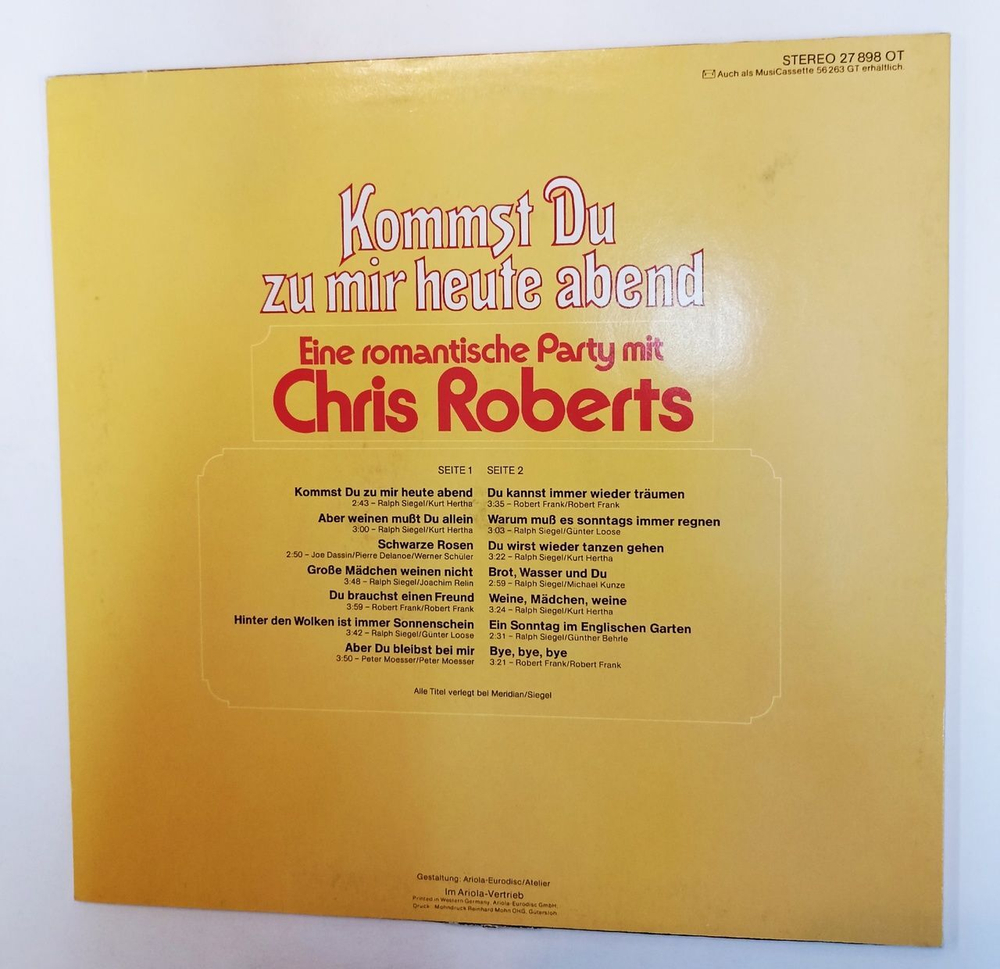 STEREO 27 898 OT
Auch als MusiCassette 56 263 GT erhältlich.
Kommst Du
zu mir heute abend
Eine romantische Party mit
Chris Roberts
SEITE 1
Kommst Du zu mir heute abend
2:43 – Ralph Siegel/Kurt Hertha
Aber weinen mußt Du allein
3:00 – Ralph Siegel/Kurt Hertha
Schwarze Rosen
2:50 – Joe Dassin/Pierre Delanoe/Werner Schüler
Große Mädchen weinen nicht
3:48 – Ralph Siegel/Joachim Relin
Du brauchst einen Freund
3:59 – Robert Frank/Robert Frank
Hinter den Wolken ist immer Sonnenschein
3:42 – Ralph Siegel/Günter Loose
Aber Du bleibst bei mir
3:50 – Peter Moesser/Peter Moesser
SEITE 2
Du kannst immer wieder träumen
3:35 – Robert Frank/Robert Frank
Warum muß es sonntags immer regnen
3:03 – Ralph Siegel/Günter Loose
Du wirst wieder tanzen gehen
3:22 – Ralph Siegel/Kurt Hertha
Brot, Wasser und Du
2:59 – Ralph Siegel/Michael Kunze
Weine, Mädchen, weine
3:24 – Ralph Siegel/Kurt Hertha
Ein Sonntag im Englischen Garten
2:31 – Ralph Siegel/Günther Behrle
Bye, bye, bye
3:21 – Robert Frank/Robert Frank
Alle Titel verlegt bei Meridian/Siegel
Gestaltung: Ariola-Eurodisc/Atelier
Im Ariola-Vertrieb
Printed in Western Germany. Ariola-Eurodisc GmbH.
Druck: Mohndruck Reinhard Mohn OHG, Gütersloh